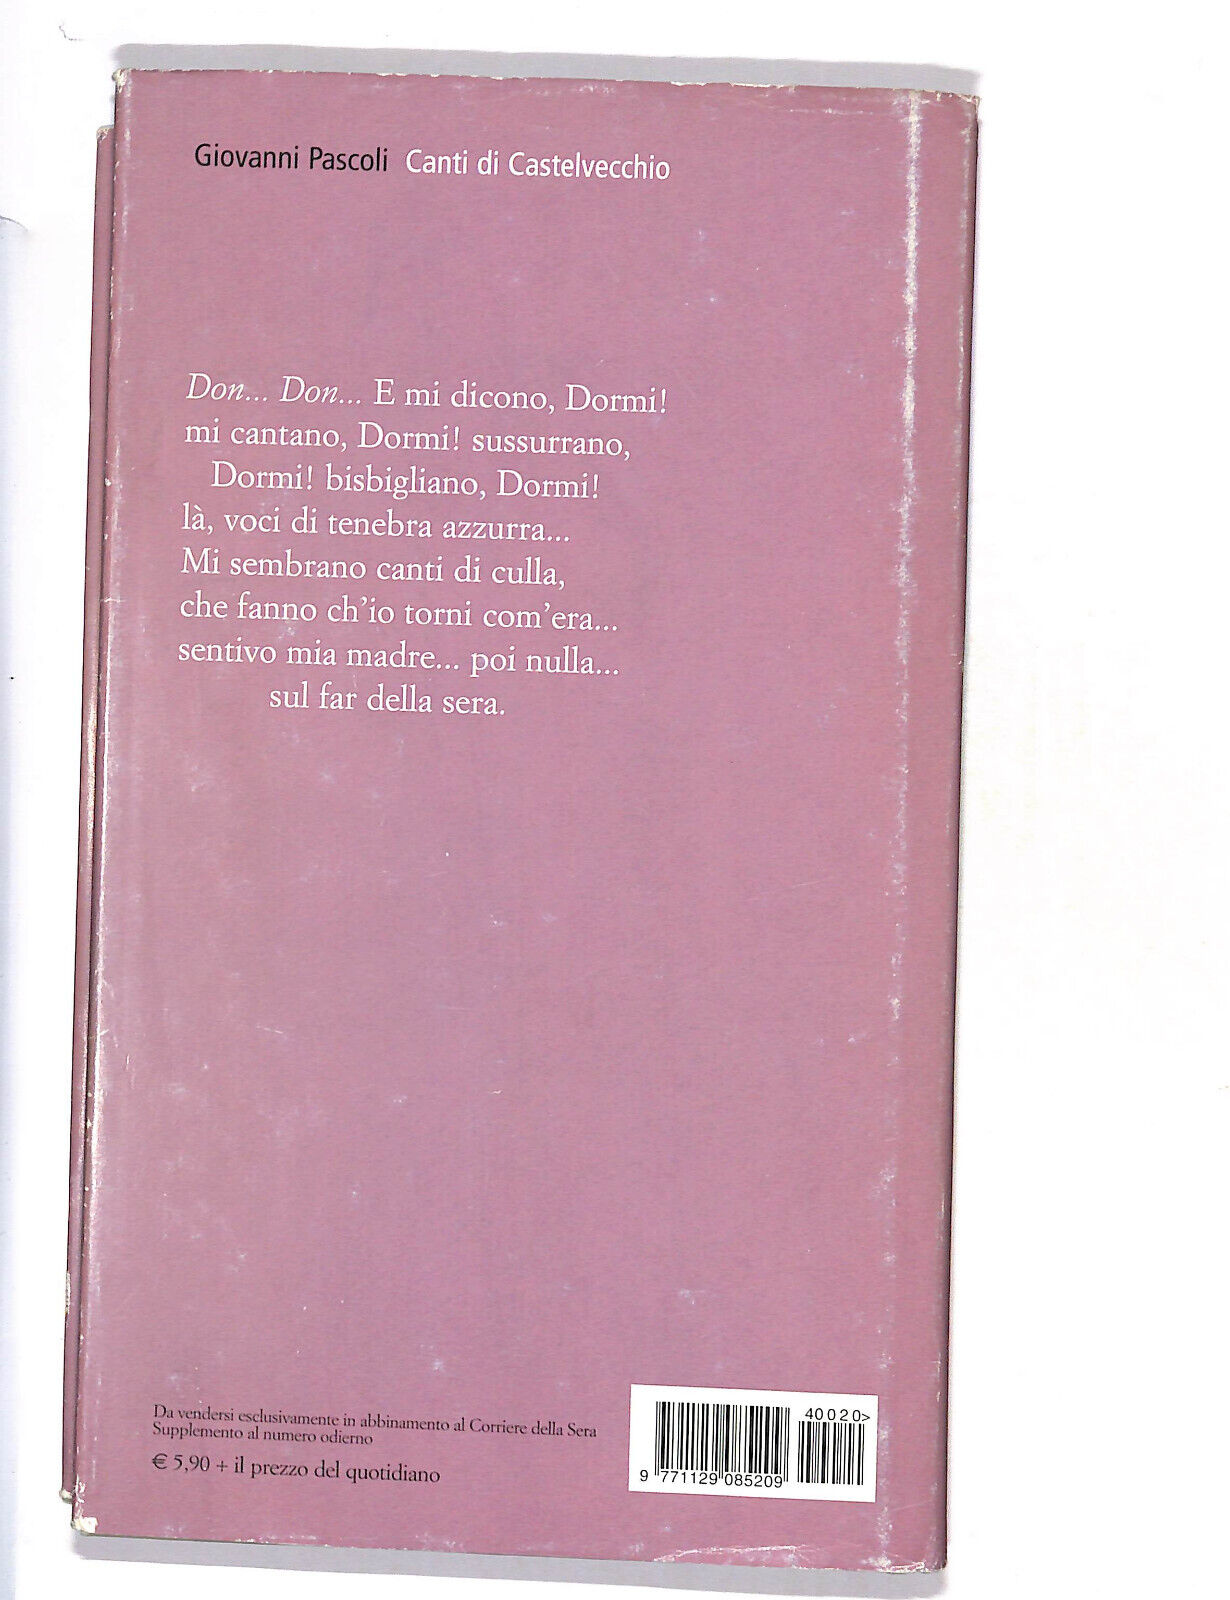 Giovanni Pascoli Canti di Castelvecchio
Don... Don... E mi dicono, Dormi!
mi cantano, Dormi! sussurrano,
Dormi! bisbigliano, Dormi!
là, voci di tenebra azzurra...
Mi sembrano canti di culla,
che fanno ch'io torni com'era...
sentivo mia madre... poi nulla...
sul far della sera.
Da vendersi esclusivamente in abbinamento al Corriere della Sera
Supplemento al numero odierno
€ 5,90 + il prezzo del quotidiano
40020>
9 771129 085209